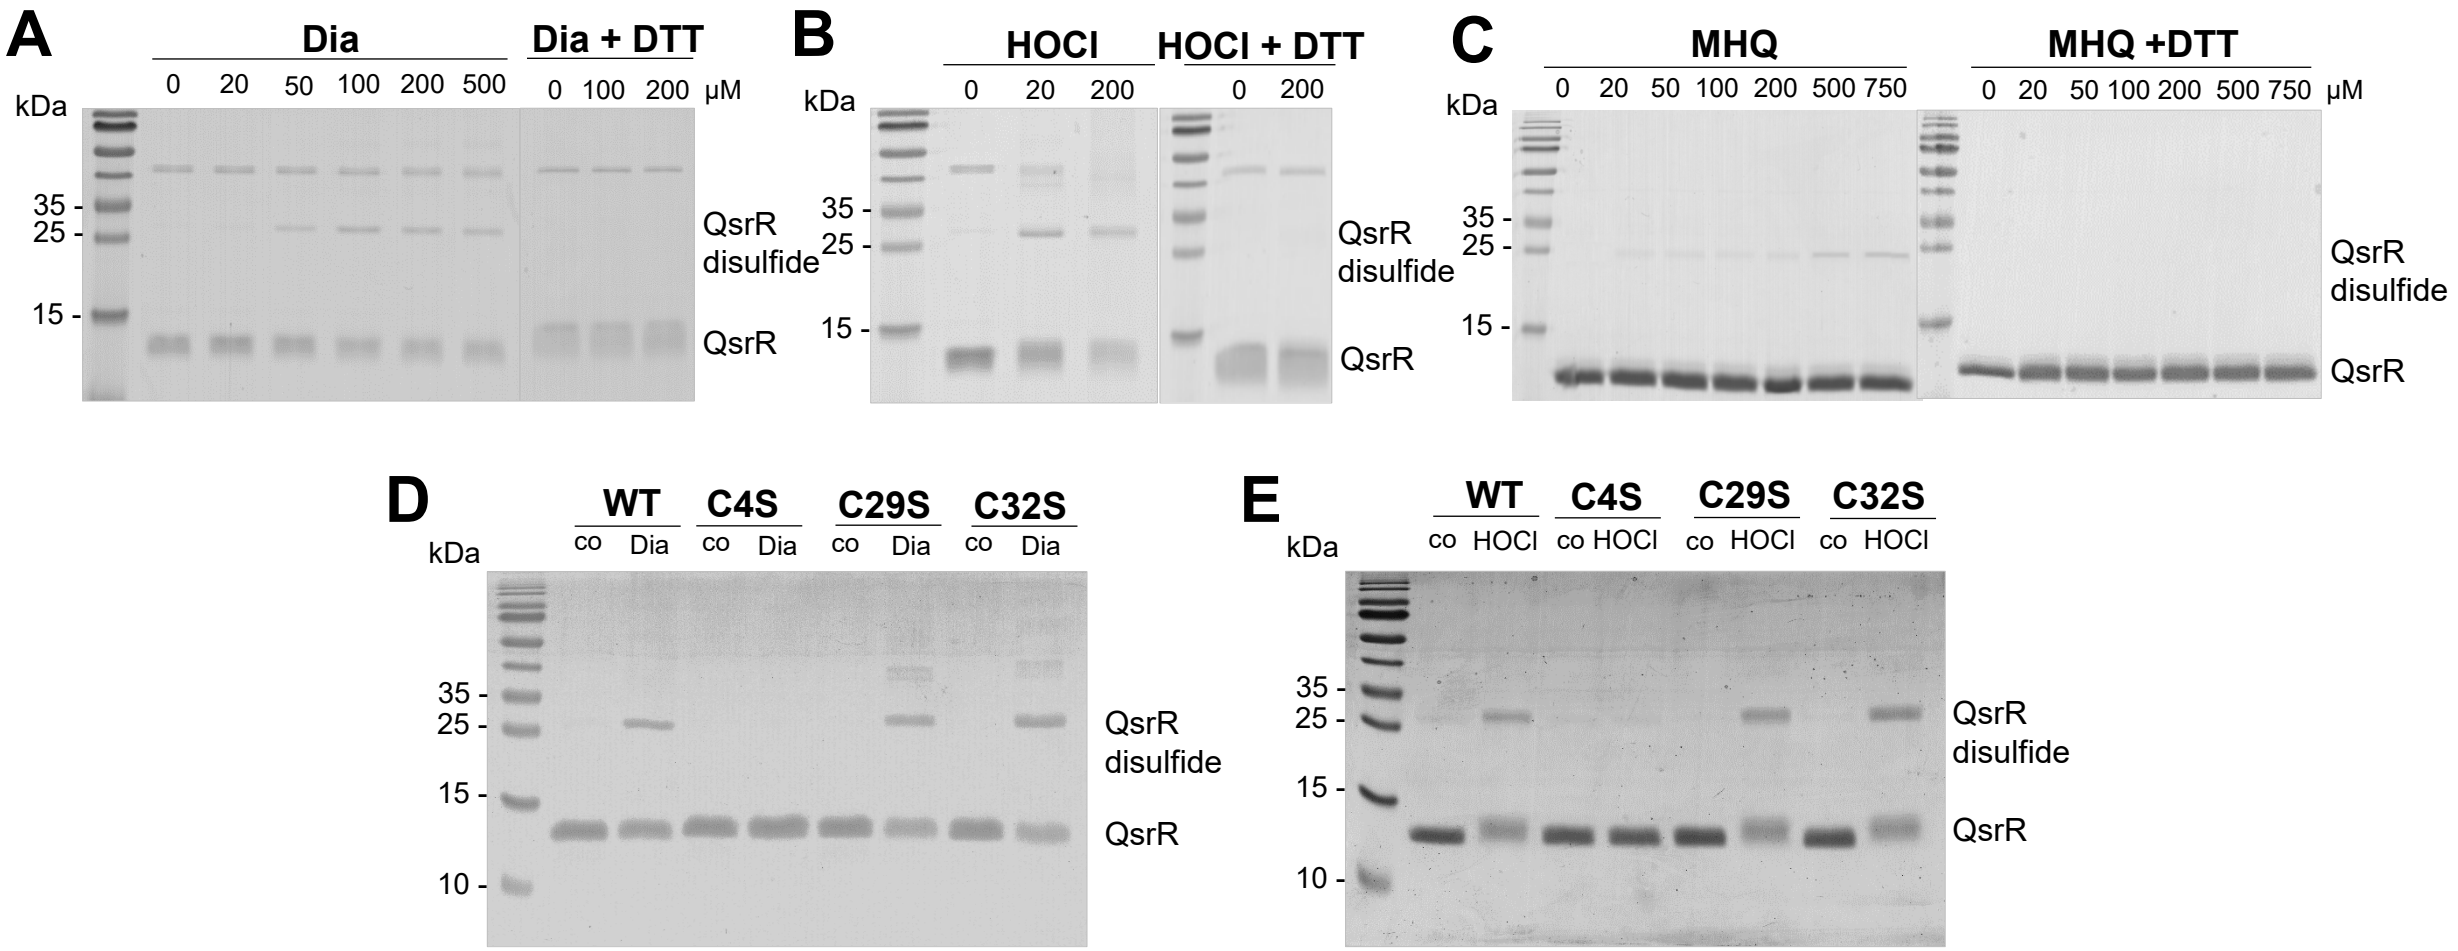 A
Dia
Dia + DTT
0 20 50 100 200 500
0 100 200 µM
kDa
35 -
25 -
15 -
QsrR
disulfide
QsrR
B
HOCl
HOCl + DTT
0 20 200
0 200
kDa
35 -
25 -
15 -
QsrR
disulfide
QsrR
C
MHQ
MHQ +DTT
0 20 50 100 200 500 750
0 20 50 100 200 500 750 µM
kDa
35 -
25 -
15 -
QsrR
disulfide
QsrR
D
WT C4S C29S C32S
co Dia co Dia co Dia co Dia
kDa
35 -
25 -
15 -
10 -
QsrR
disulfide
QsrR
E
WT C4S C29S C32S
co HOCl co HOCl co HOCl co HOCl
kDa
35 -
25 -
15 -
10 -
QsrR
disulfide
QsrR